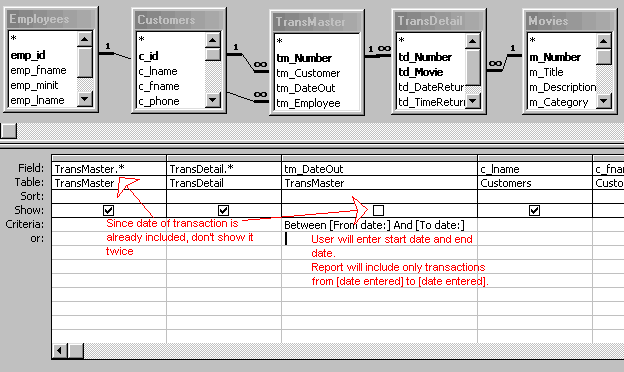 Employees
*
emp_id
emp_fname
emp_minit
emp_lname
Customers
*
c_id
c_lname
c_fname
c_phone
TransMaster
*
tm_Number
tm_Customer
tm_DateOut
tm_Employee
TransDetail
*
td_Number
td_Movie
td_DateRetur
td_TimeRetur
Movies
*
m_Number
m_Title
m_Description
m_Category
1
1
∞
∞
1
∞
∞
1
Field: TransMaster.* TransDetail.* tm_DateOut c_lname c_fna
Table: TransMaster TransDetail TransMaster Customers Custo
Sort:
Show:
Criteria: Between [From date:] And [To date:]
or:
Since date of transaction is
already included, don't show it
twice
User will enter start date and end
date.
Report will include only transactions
from [date entered] to [date entered].